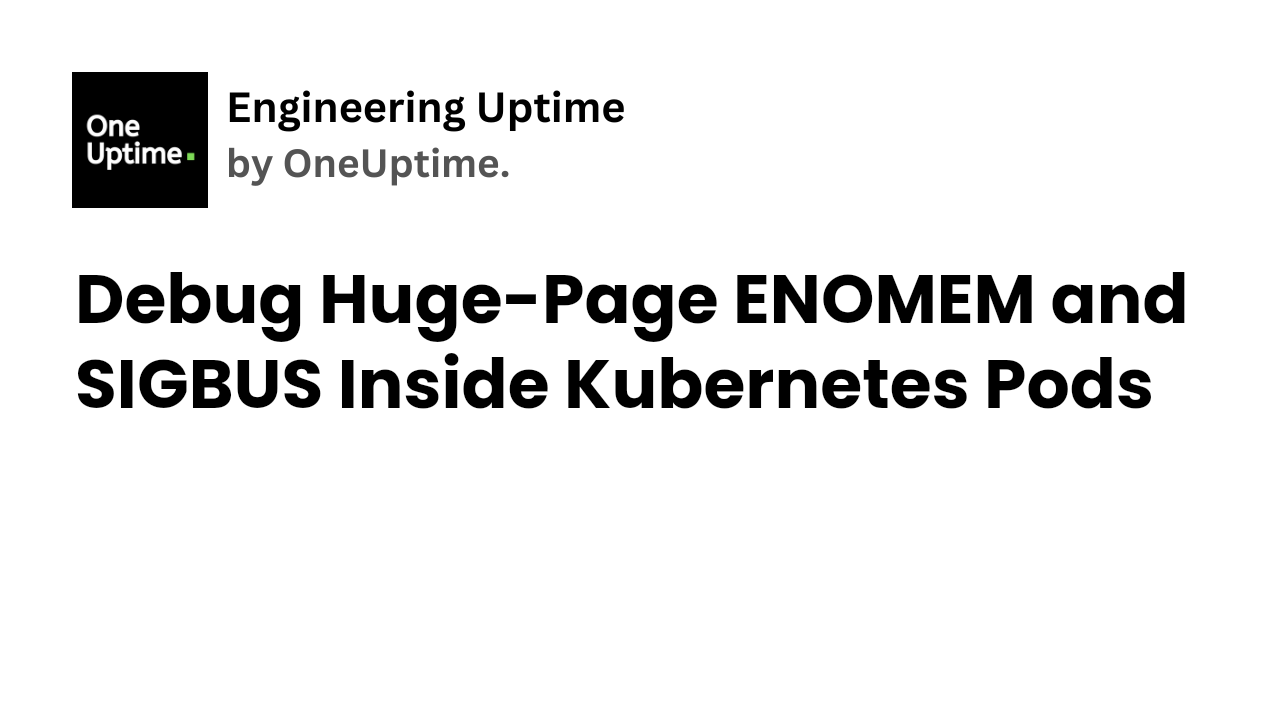 One
Uptime
Engineering Uptime
by OneUptime.
Debug Huge-Page ENOMEM and
SIGBUS Inside Kubernetes Pods